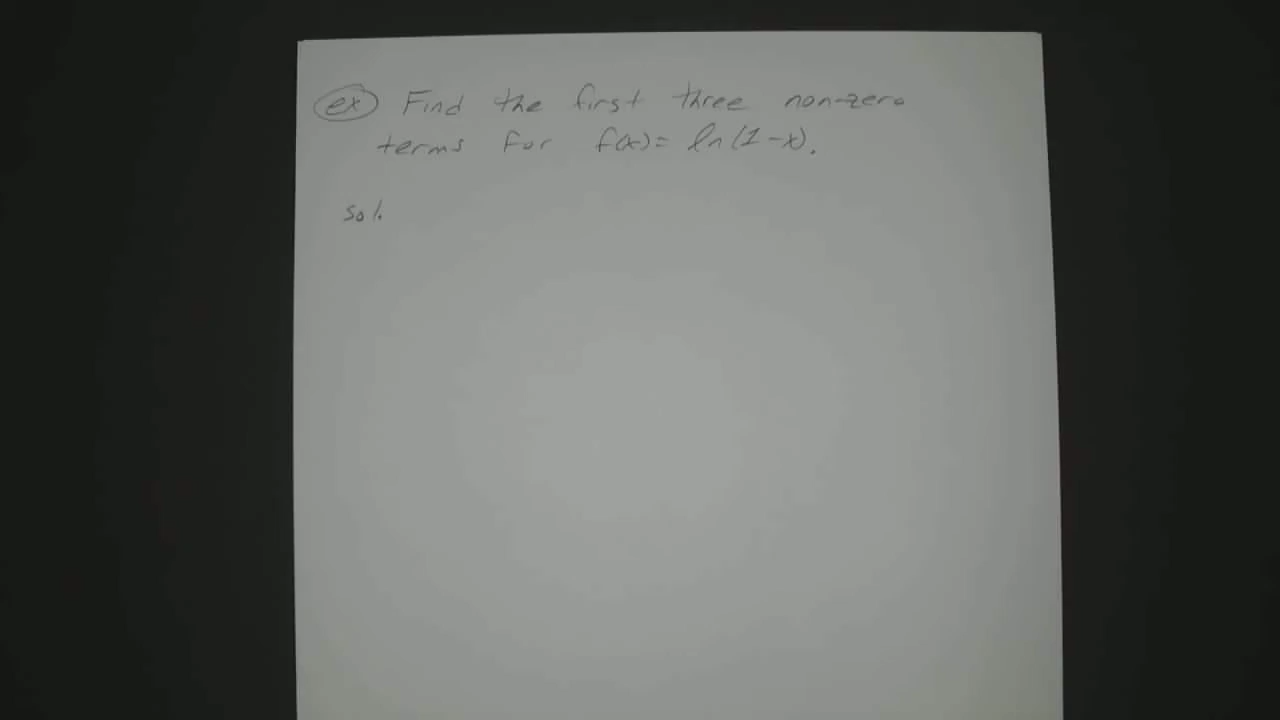 ex Find the first three non-zero
terms for f(x) = ln(1-x).
sol.